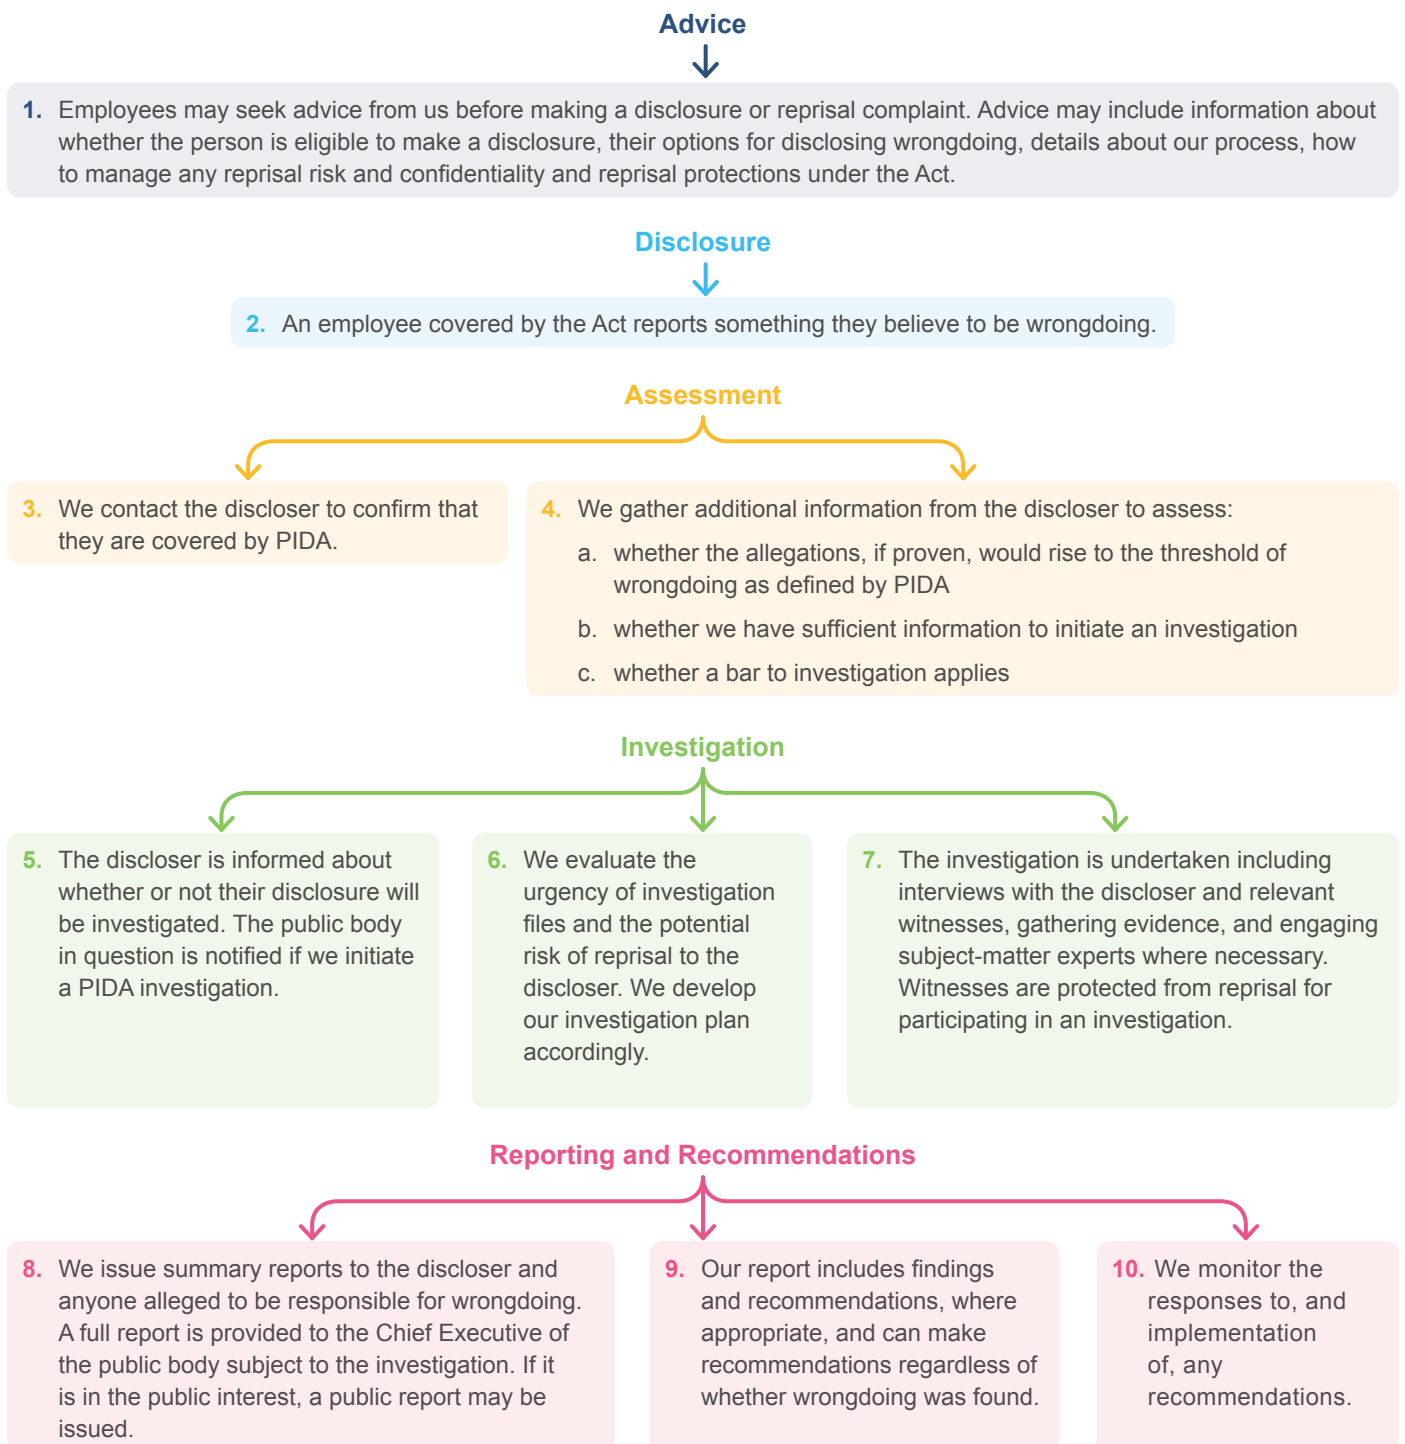 Advice
1. Employees may seek advice from us before making a disclosure or reprisal complaint. Advice may include information about
whether the person is eligible to make a disclosure, their options for disclosing wrongdoing, details about our process, how
to manage any reprisal risk and confidentiality and reprisal protections under the Act.
Disclosure
2. An employee covered by the Act reports something they believe to be wrongdoing.
Assessment
3. We contact the discloser to confirm that
they are covered by PIDA.
4. We gather additional information from the discloser to assess:
a. whether the allegations, if proven, would rise to the threshold of
wrongdoing as defined by PIDA
b. whether we have sufficient information to initiate an investigation
c. whether a bar to investigation applies
Investigation
5. The discloser is informed about
whether or not their disclosure will
be investigated. The public body
in question is notified if we initiate
a PIDA investigation.
6. We evaluate the
urgency of investigation
files and the potential
risk of reprisal to the
discloser. We develop
our investigation plan
accordingly.
7. The investigation is undertaken including
interviews with the discloser and relevant
witnesses, gathering evidence, and engaging
subject-matter experts where necessary.
Witnesses are protected from reprisal for
participating in an investigation.
Reporting and Recommendations
8. We issue summary reports to the discloser and
anyone alleged to be responsible for wrongdoing.
A full report is provided to the Chief Executive of
the public body subject to the investigation. If it
is in the public interest, a public report may be
issued.
9. Our report includes findings
and recommendations, where
appropriate, and can make
recommendations regardless of
whether wrongdoing was found.
10. We monitor the
responses to, and
implementation
of, any
recommendations.